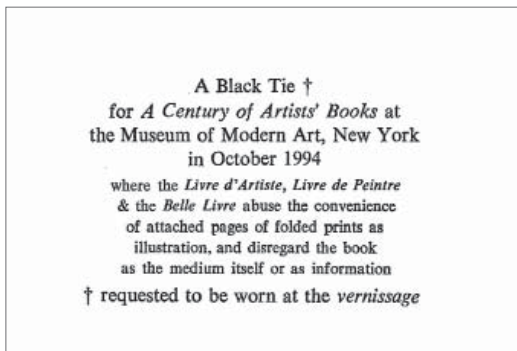 A Black Tie †
for A Century of Artists' Books at
the Museum of Modern Art, New York
in October 1994
where the Livre d'Artiste, Livre de Peintre
& the Belle Livre abuse the convenience
of attached pages of folded prints as
illustration, and disregard the book
as the medium itself or as information
† requested to be worn at the vernissage